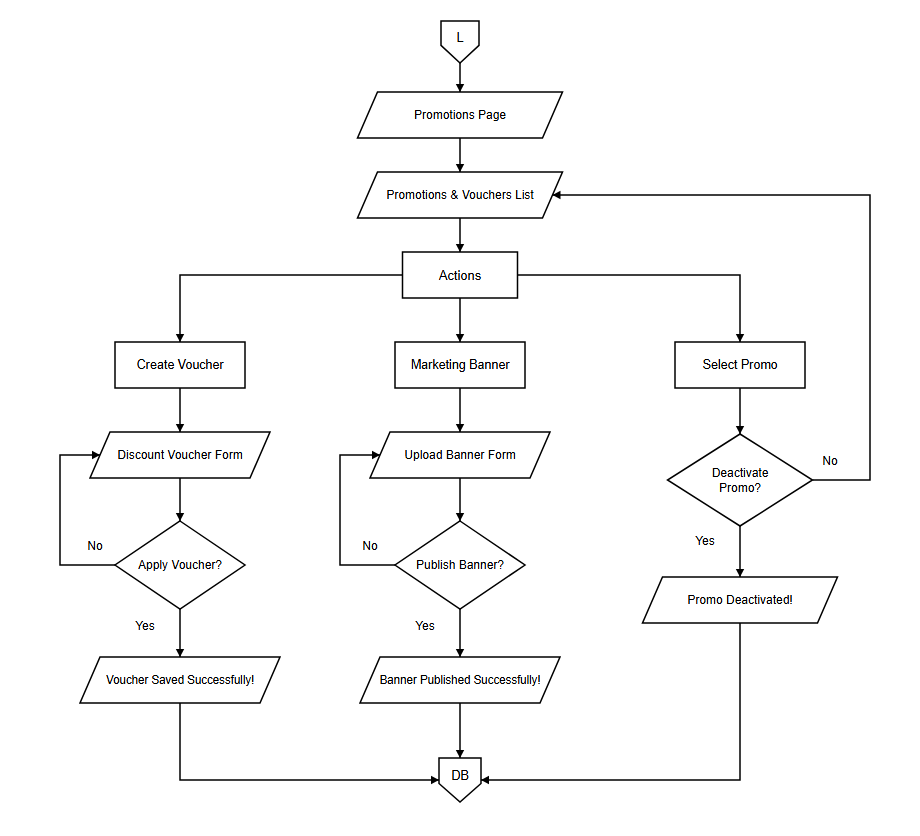 L
Promotions Page
Promotions & Vouchers List
Actions
Create Voucher
Marketing Banner
Select Promo
Discount Voucher Form
Upload Banner Form
Deactivate
Promo?
No
No
No
Apply Voucher?
Publish Banner?
Yes
Promo Deactivated!
Yes
Yes
Voucher Saved Successfully!
Banner Published Successfully!
DB